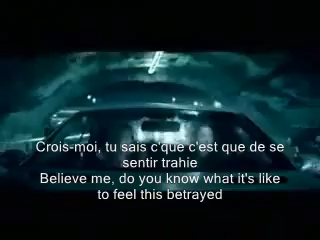 Crois-moi, tu sais c'que c'est que de se
sentir trahie
Believe me, do you know what it's like
to feel this betrayed